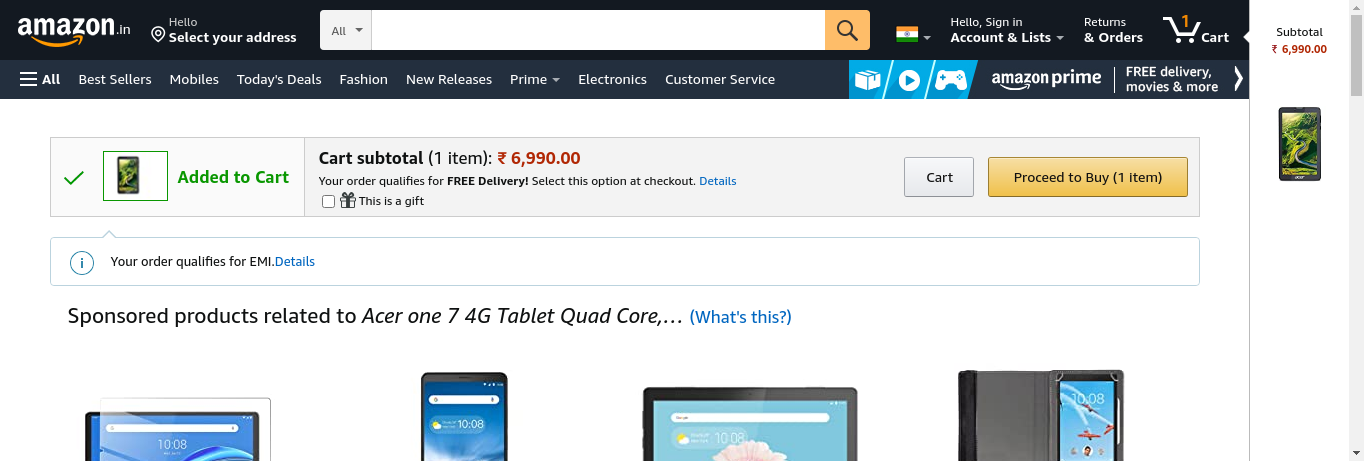 amazon.in
Hello
Select your address
All
Hello, Sign in
Account & Lists
Returns
& Orders
1
Cart
Subtotal
₹ 6,990.00
All
Best Sellers
Mobiles
Today's Deals
Fashion
New Releases
Prime
Electronics
Customer Service
amazon prime
FREE delivery,
movies & more
Added to Cart
Cart subtotal (1 item): ₹ 6,990.00
Your order qualifies for FREE Delivery! Select this option at checkout. Details
This is a gift
Cart
Proceed to Buy (1 item)
acer
i
Your order qualifies for EMI.Details
Sponsored products related to Acer one 7 4G Tablet Quad Core,… (What's this?)
10:08
10:08
10:08
10:08